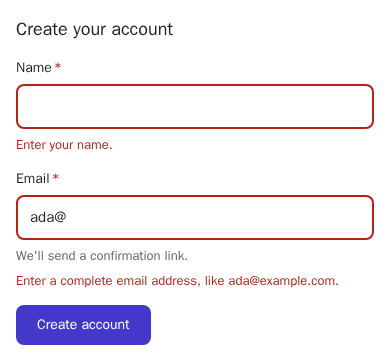 Create your account
Name *
Enter your name.
Email *
ada@
We'll send a confirmation link.
Enter a complete email address, like ada@example.com.
Create account